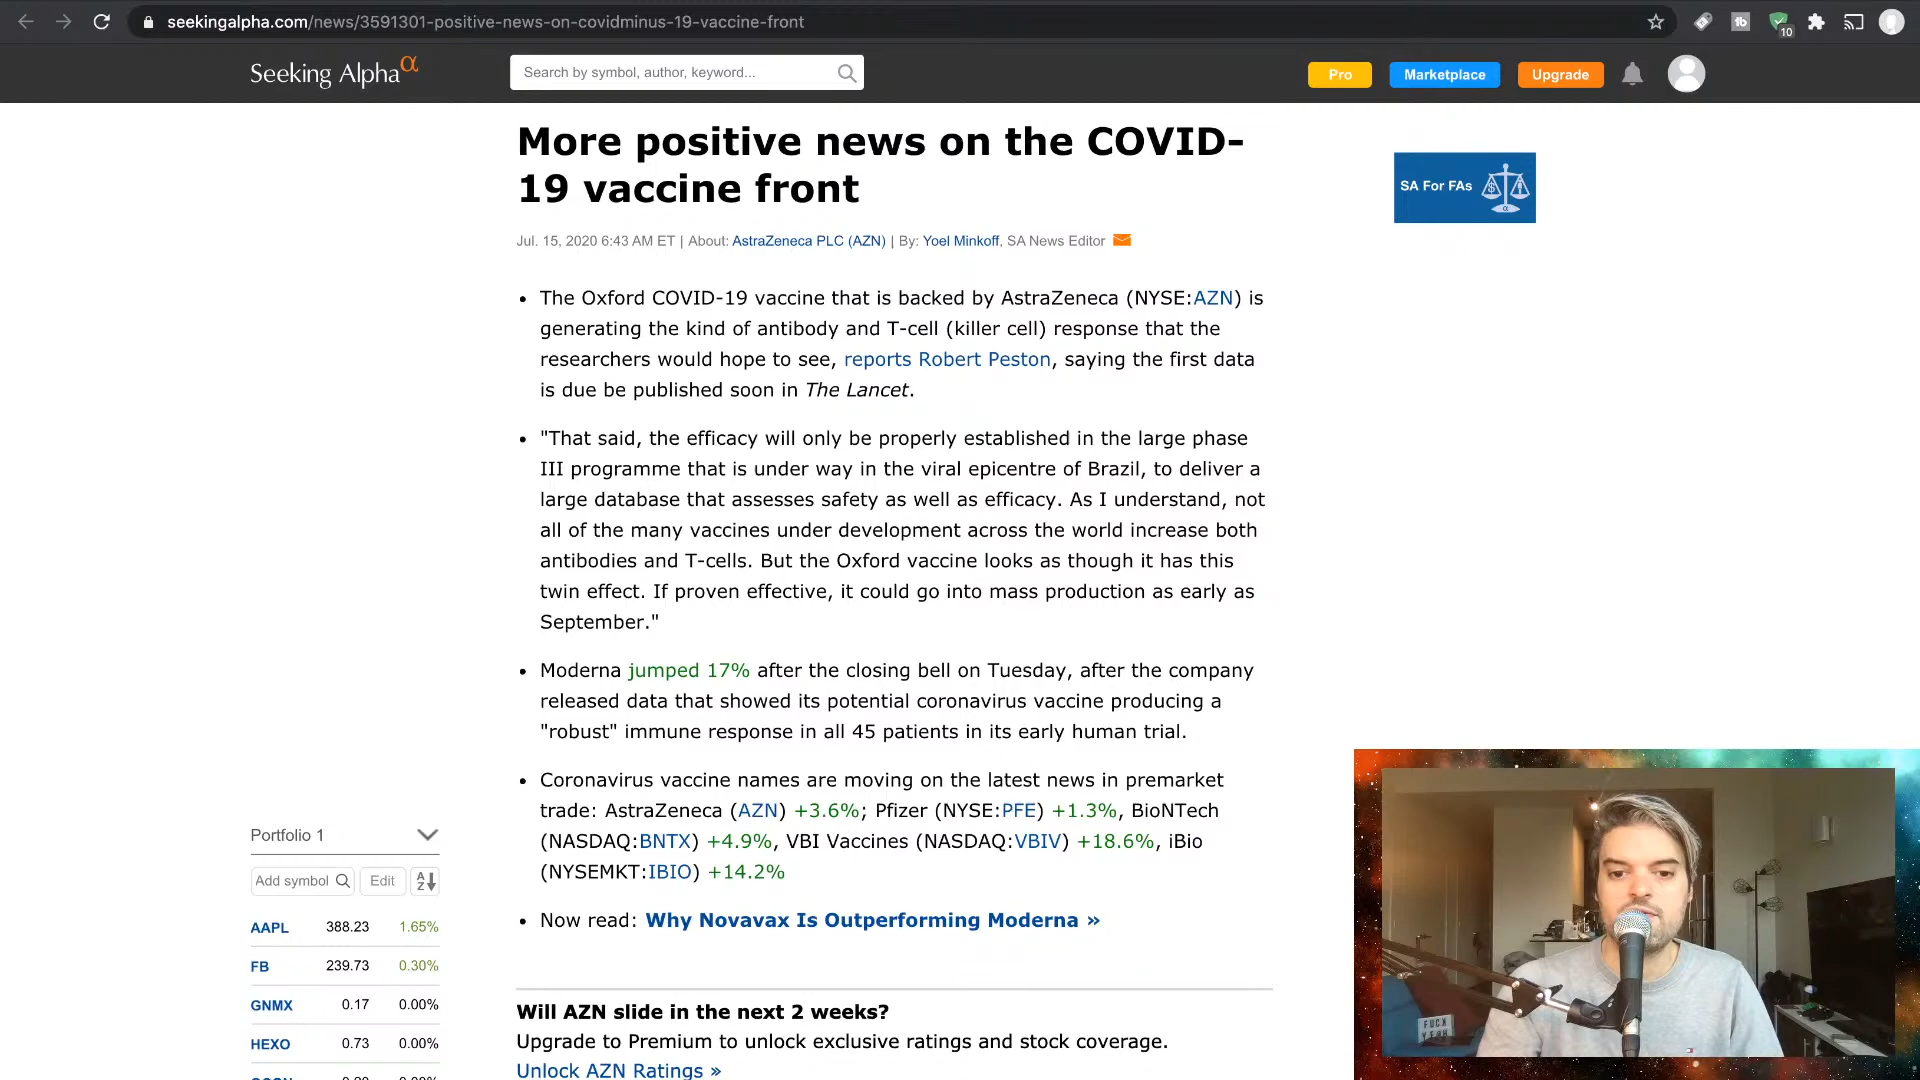 seekingalpha.com/news/3591301-positive-news-on-covidminus-19-vaccine-front
10
Seeking Alphaα
Search by symbol, author, keyword...
Pro
Marketplace
Upgrade
More positive news on the COVID-
19 vaccine front
SA For FAs
Jul. 15, 2020 6:43 AM ET | About: AstraZeneca PLC (AZN) | By: Yoel Minkoff, SA News Editor
• The Oxford COVID-19 vaccine that is backed by AstraZeneca (NYSE:AZN) is
generating the kind of antibody and T-cell (killer cell) response that the
researchers would hope to see, reports Robert Peston, saying the first data
is due be published soon in The Lancet.
• "That said, the efficacy will only be properly established in the large phase
III programme that is under way in the viral epicentre of Brazil, to deliver a
large database that assesses safety as well as efficacy. As I understand, not
all of the many vaccines under development across the world increase both
antibodies and T-cells. But the Oxford vaccine looks as though it has this
twin effect. If proven effective, it could go into mass production as early as
September."
• Moderna jumped 17% after the closing bell on Tuesday, after the company
released data that showed its potential coronavirus vaccine producing a
"robust" immune response in all 45 patients in its early human trial.
• Coronavirus vaccine names are moving on the latest news in premarket
trade: AstraZeneca (AZN) +3.6%; Pfizer (NYSE:PFE) +1.3%, BioNTech
(NASDAQ:BNTX) +4.9%, VBI Vaccines (NASDAQ:VBIV) +18.6%, iBio
(NYSEMKT:IBIO) +14.2%
• Now read: Why Novavax Is Outperforming Moderna »
Will AZN slide in the next 2 weeks?
Upgrade to Premium to unlock exclusive ratings and stock coverage.
Unlock AZN Ratings »
Portfolio 1
Add symbol Edit A Z
AAPL 388.23 1.65%
FB 239.73 0.30%
GNMX 0.17 0.00%
HEXO 0.73 0.00%
FUCK
YEAH